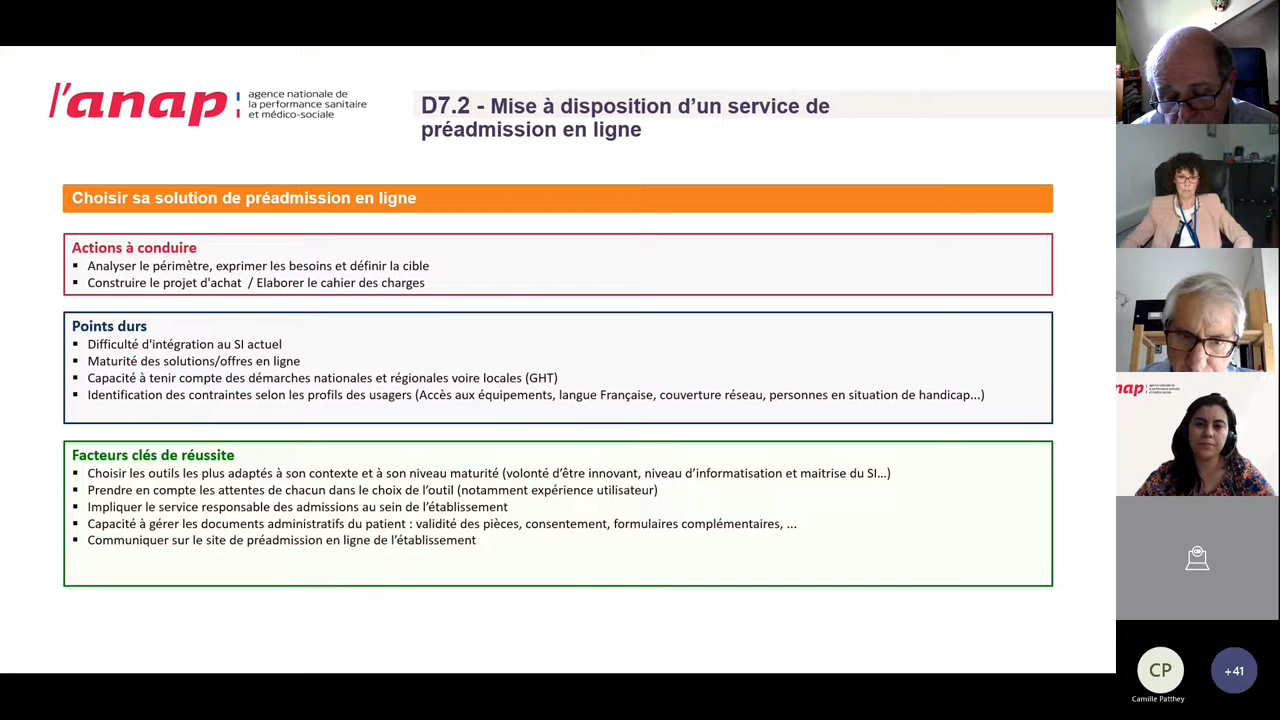 l'anap
agence nationale de
la performance sanitaire
et médico-sociale
D7.2 - Mise à disposition d'un service de
préadmission en ligne
Choisir sa solution de préadmission en ligne
Actions à conduire
▪ Analyser le périmètre, exprimer les besoins et définir la cible
▪ Construire le projet d'achat / Elaborer le cahier des charges
Points durs
▪ Difficulté d'intégration au SI actuel
▪ Maturité des solutions/offres en ligne
▪ Capacité à tenir compte des démarches nationales et régionales voire locales (GHT)
▪ Identification des contraintes selon les profils des usagers (Accès aux équipements, langue Française, couverture réseau, personnes en situation de handicap...)
Facteurs clés de réussite
▪ Choisir les outils les plus adaptés à son contexte et à son niveau maturité (volonté d'être innovant, niveau d'informatisation et maitrise du SI...)
▪ Prendre en compte les attentes de chacun dans le choix de l'outil (notamment expérience utilisateur)
▪ Impliquer le service responsable des admissions au sein de l'établissement
▪ Capacité à gérer les documents administratifs du patient : validité des pièces, consentement, formulaires complémentaires, ...
▪ Communiquer sur le site de préadmission en ligne de l'établissement
nap
CP
+41
Camille Patthey